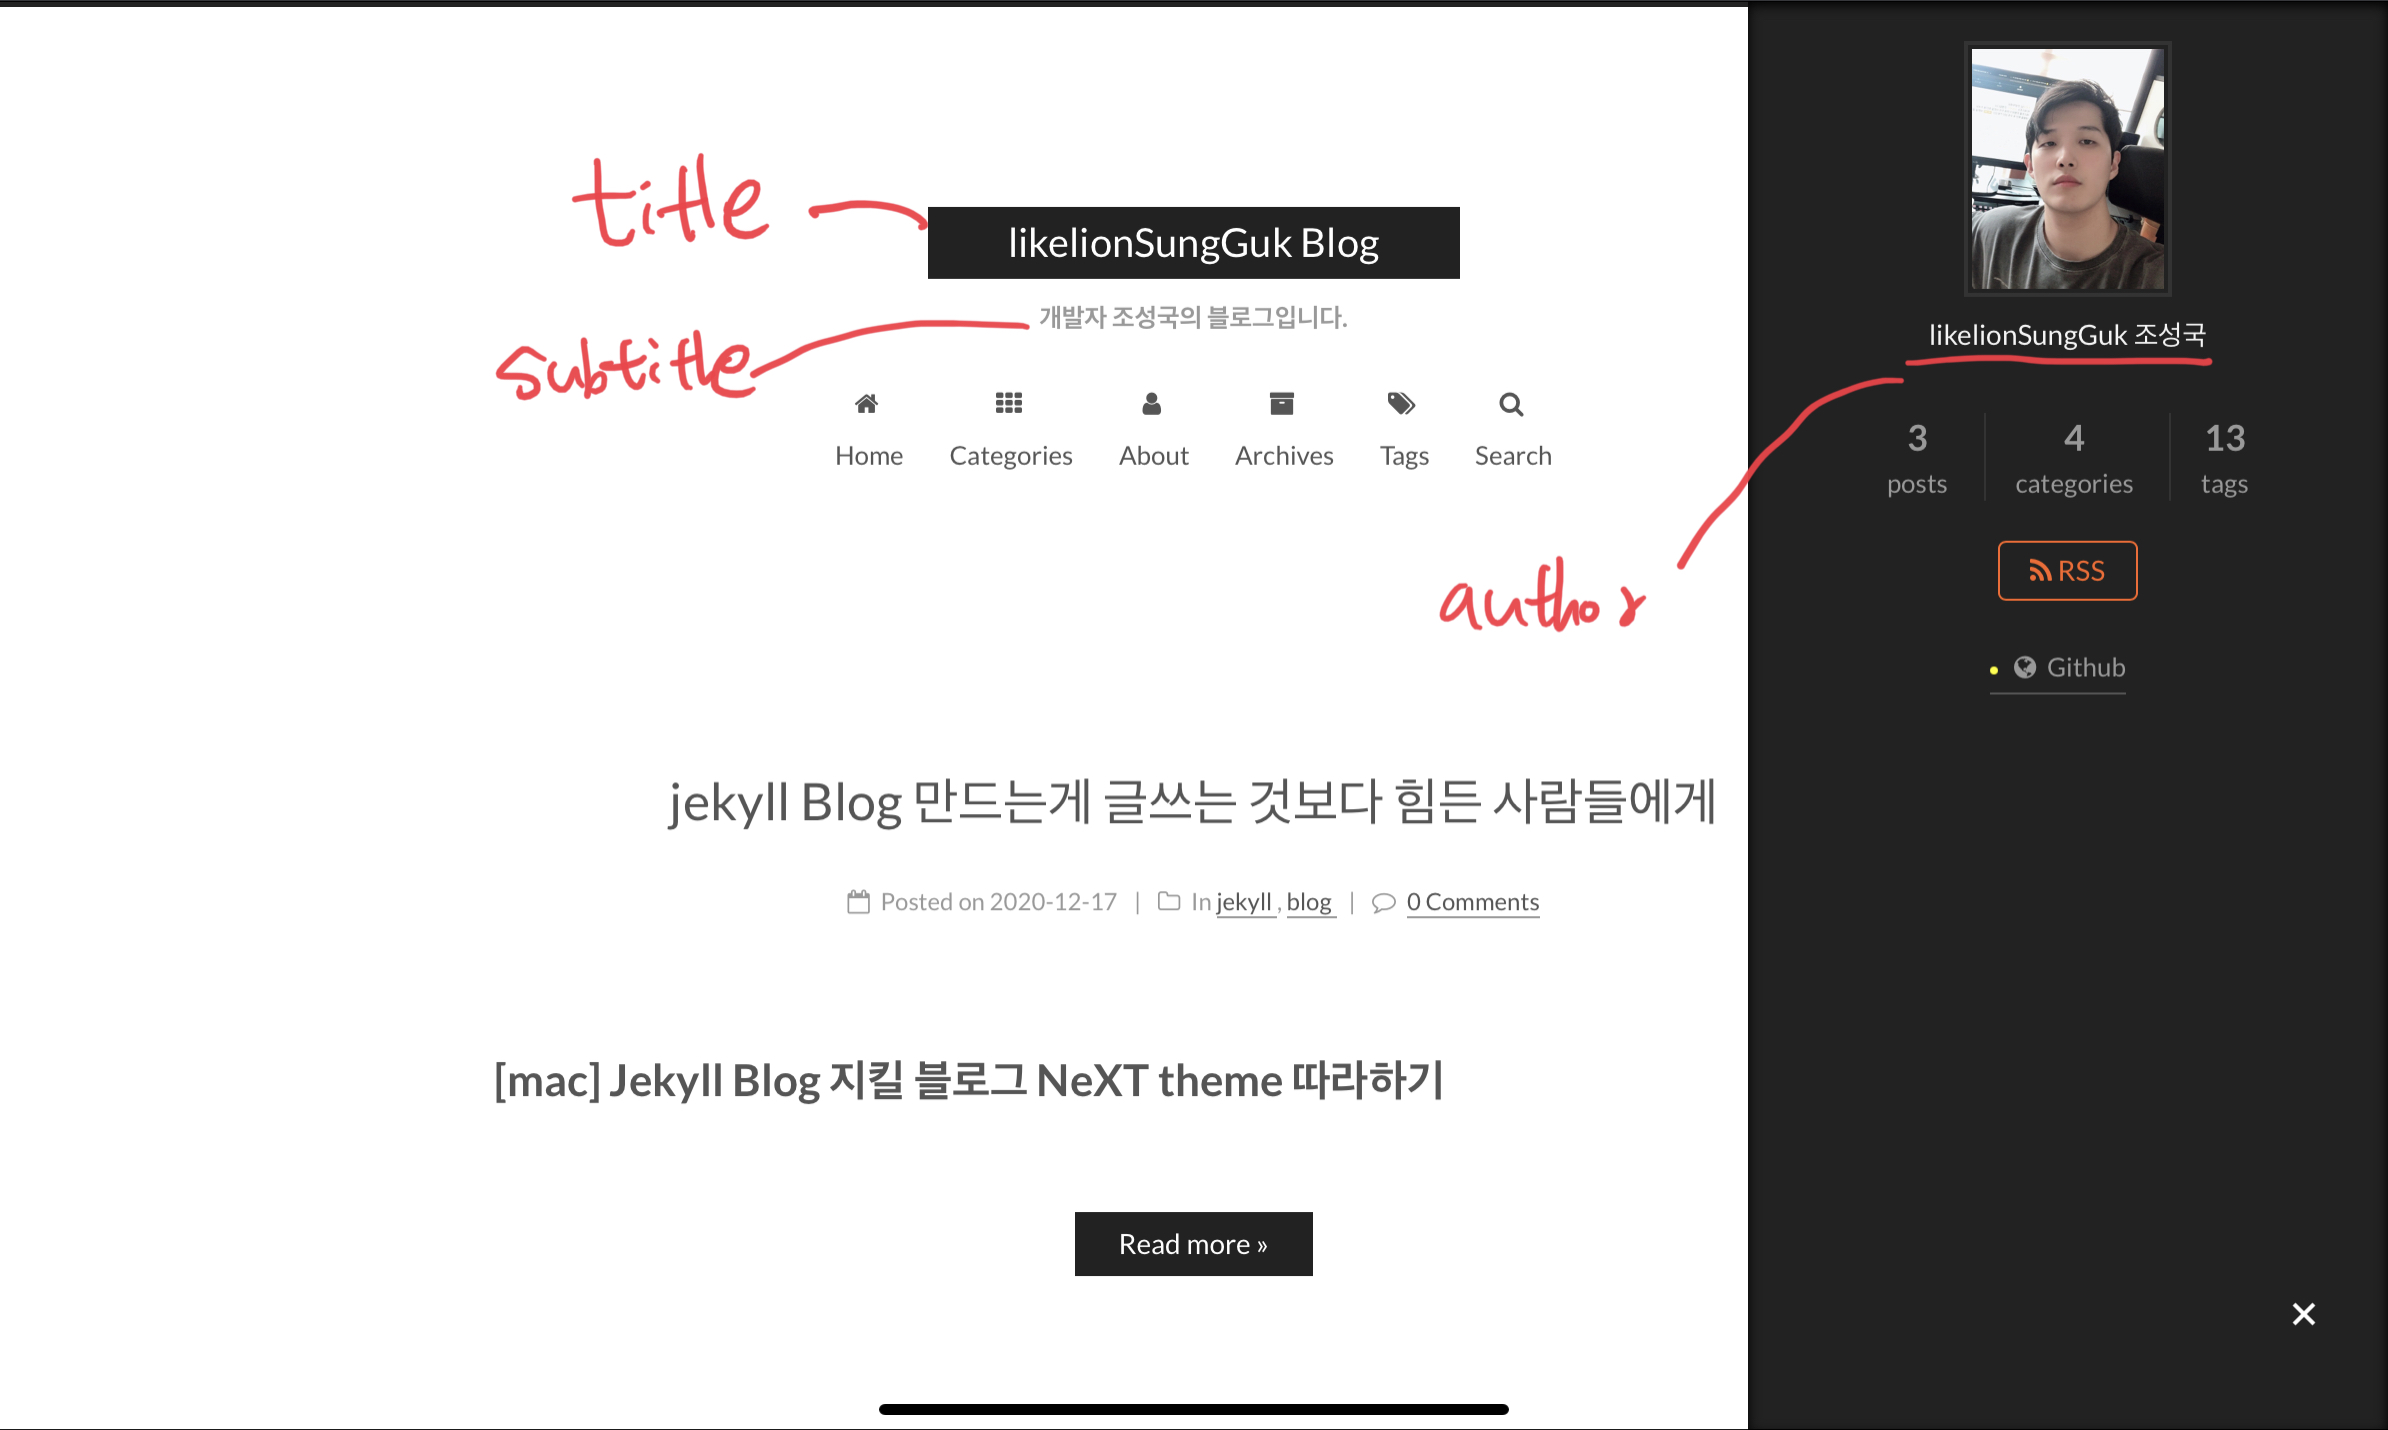 title
likelionSungGuk Blog
개발자 조성국의 블로그입니다.
subtitle
Home Categories About Archives Tags Search
author
jekyll Blog 만드는게 글쓰는 것보다 힘든 사람들에게
Posted on 2020-12-17 | In jekyll , blog | 0 Comments
[mac] Jekyll Blog 지킬 블로그 NeXT theme 따라하기
Read more »
likelionSungGuk 조성국
3 4 13
posts categories tags
RSS
Github